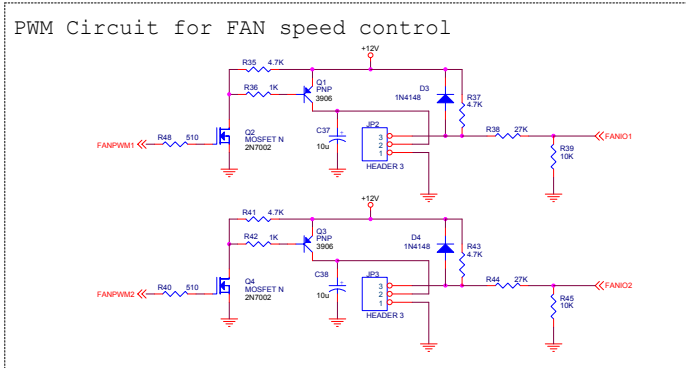 PWM Circuit for FAN speed control
+12V
R35 4.7K
R36 1K
Q1
PNP
3906
D3
1N4148
R37
4.7K
Q2
MOSFET N
2N7002
C37
10u
+
JP2
3
2
1
HEADER 3
R38 27K
FANIO1
R39
10K
FANPWM1
R48 510
+12V
R41 4.7K
R42 1K
Q3
PNP
3906
D4
1N4148
R43
4.7K
Q4
MOSFET N
2N7002
C38
10u
+
JP3
3
2
1
HEADER 3
R44 27K
FANIO2
R45
10K
FANPWM2
R40 510